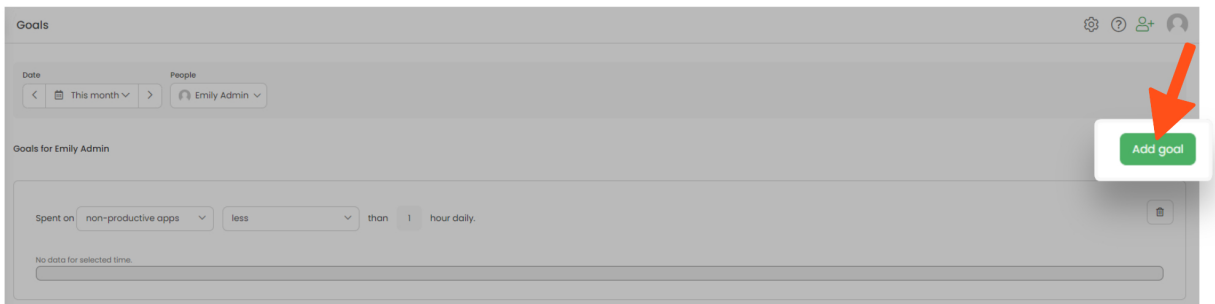 Goals
Date
People
This month
Emily Admin
Goals for Emily Admin
Add goal
Spent on non-productive apps less than 1 hour daily.
No data for selected time.